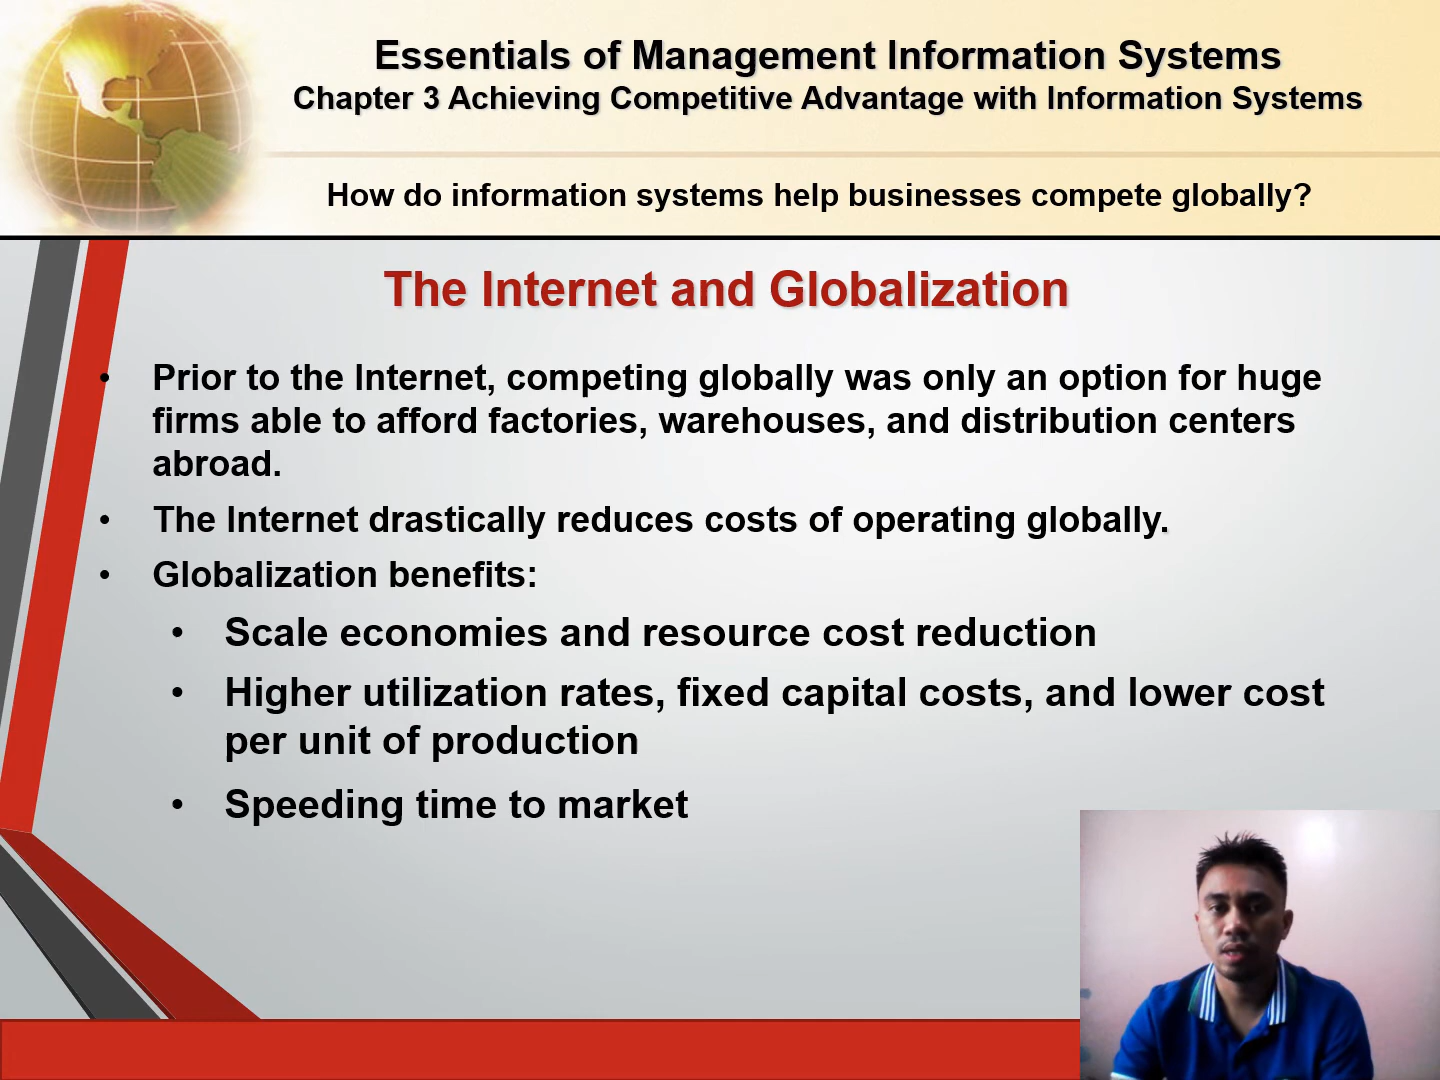 Essentials of Management Information Systems
Chapter 3 Achieving Competitive Advantage with Information Systems
How do information systems help businesses compete globally?
The Internet and Globalization
• Prior to the Internet, competing globally was only an option for huge
firms able to afford factories, warehouses, and distribution centers
abroad.
• The Internet drastically reduces costs of operating globally.
• Globalization benefits:
• Scale economies and resource cost reduction
• Higher utilization rates, fixed capital costs, and lower cost
per unit of production
• Speeding time to market